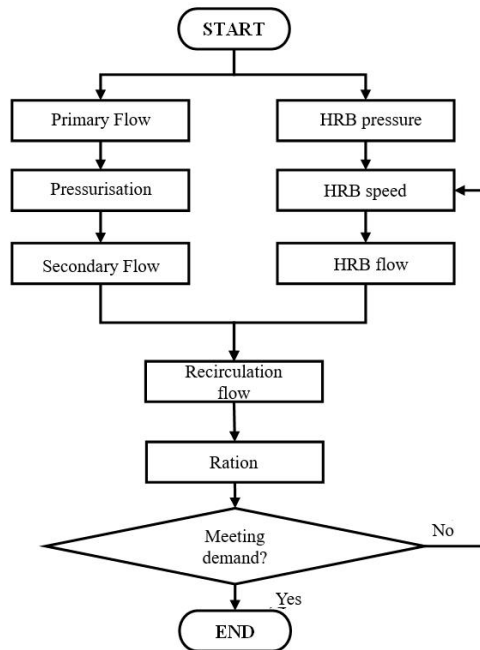 START
Primary Flow
HRB pressure
Pressurisation
HRB speed
Secondary Flow
HRB flow
Recirculation
flow
Ration
Meeting
demand?
No
Yes
END